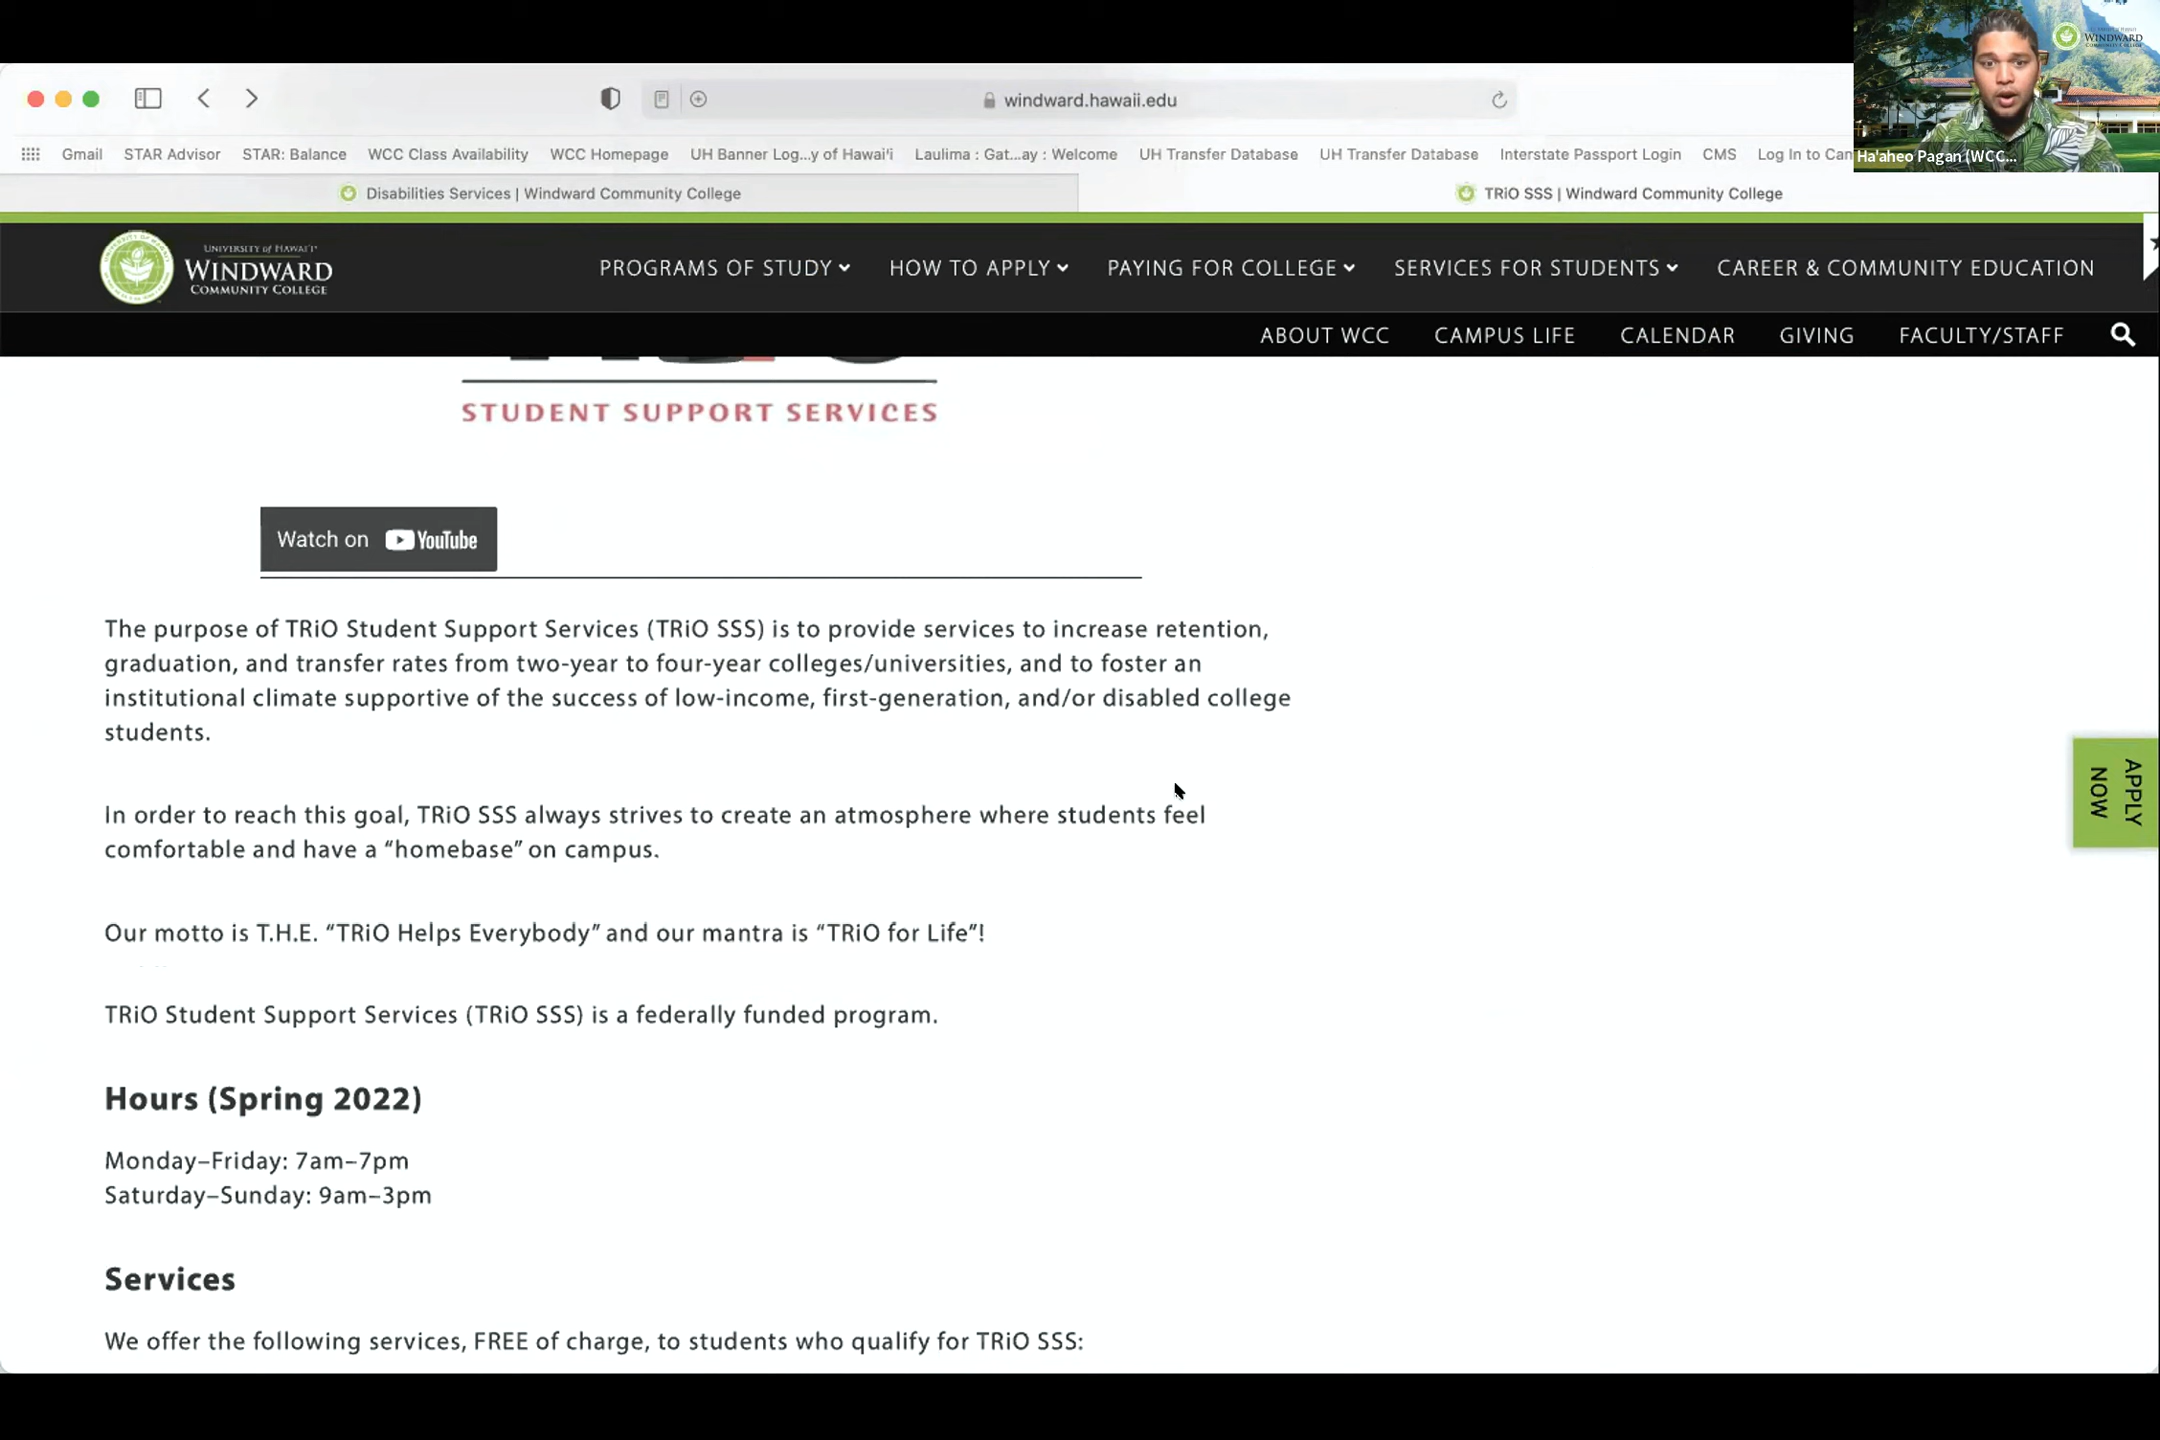 WINDWARD
windward.hawaii.edu
Ha'aheo Pagan (WCC...
Gmail STAR Advisor STAR: Balance WCC Class Availability WCC Homepage UH Banner Log...y of Hawai'i Laulima : Gat...ay : Welcome UH Transfer Database UH Transfer Database Interstate Passport Login CMS Log In to Can
Disabilities Services | Windward Community College TRiO SSS | Windward Community College
UNIVERSITY of HAWAI'I
WINDWARD
COMMUNITY COLLEGE
PROGRAMS OF STUDY HOW TO APPLY PAYING FOR COLLEGE SERVICES FOR STUDENTS CAREER & COMMUNITY EDUCATION
ABOUT WCC CAMPUS LIFE CALENDAR GIVING FACULTY/STAFF
STUDENT SUPPORT SERVICES
Watch on YouTube
The purpose of TRiO Student Support Services (TRiO SSS) is to provide services to increase retention,
graduation, and transfer rates from two-year to four-year colleges/universities, and to foster an
institutional climate supportive of the success of low-income, first-generation, and/or disabled college
students.
In order to reach this goal, TRiO SSS always strives to create an atmosphere where students feel
comfortable and have a “homebase” on campus.
Our motto is T.H.E. “TRiO Helps Everybody” and our mantra is “TRiO for Life”!
TRiO Student Support Services (TRiO SSS) is a federally funded program.
Hours (Spring 2022)
Monday–Friday: 7am–7pm
Saturday–Sunday: 9am–3pm
Services
We offer the following services, FREE of charge, to students who qualify for TRiO SSS:
APPLY
NOW